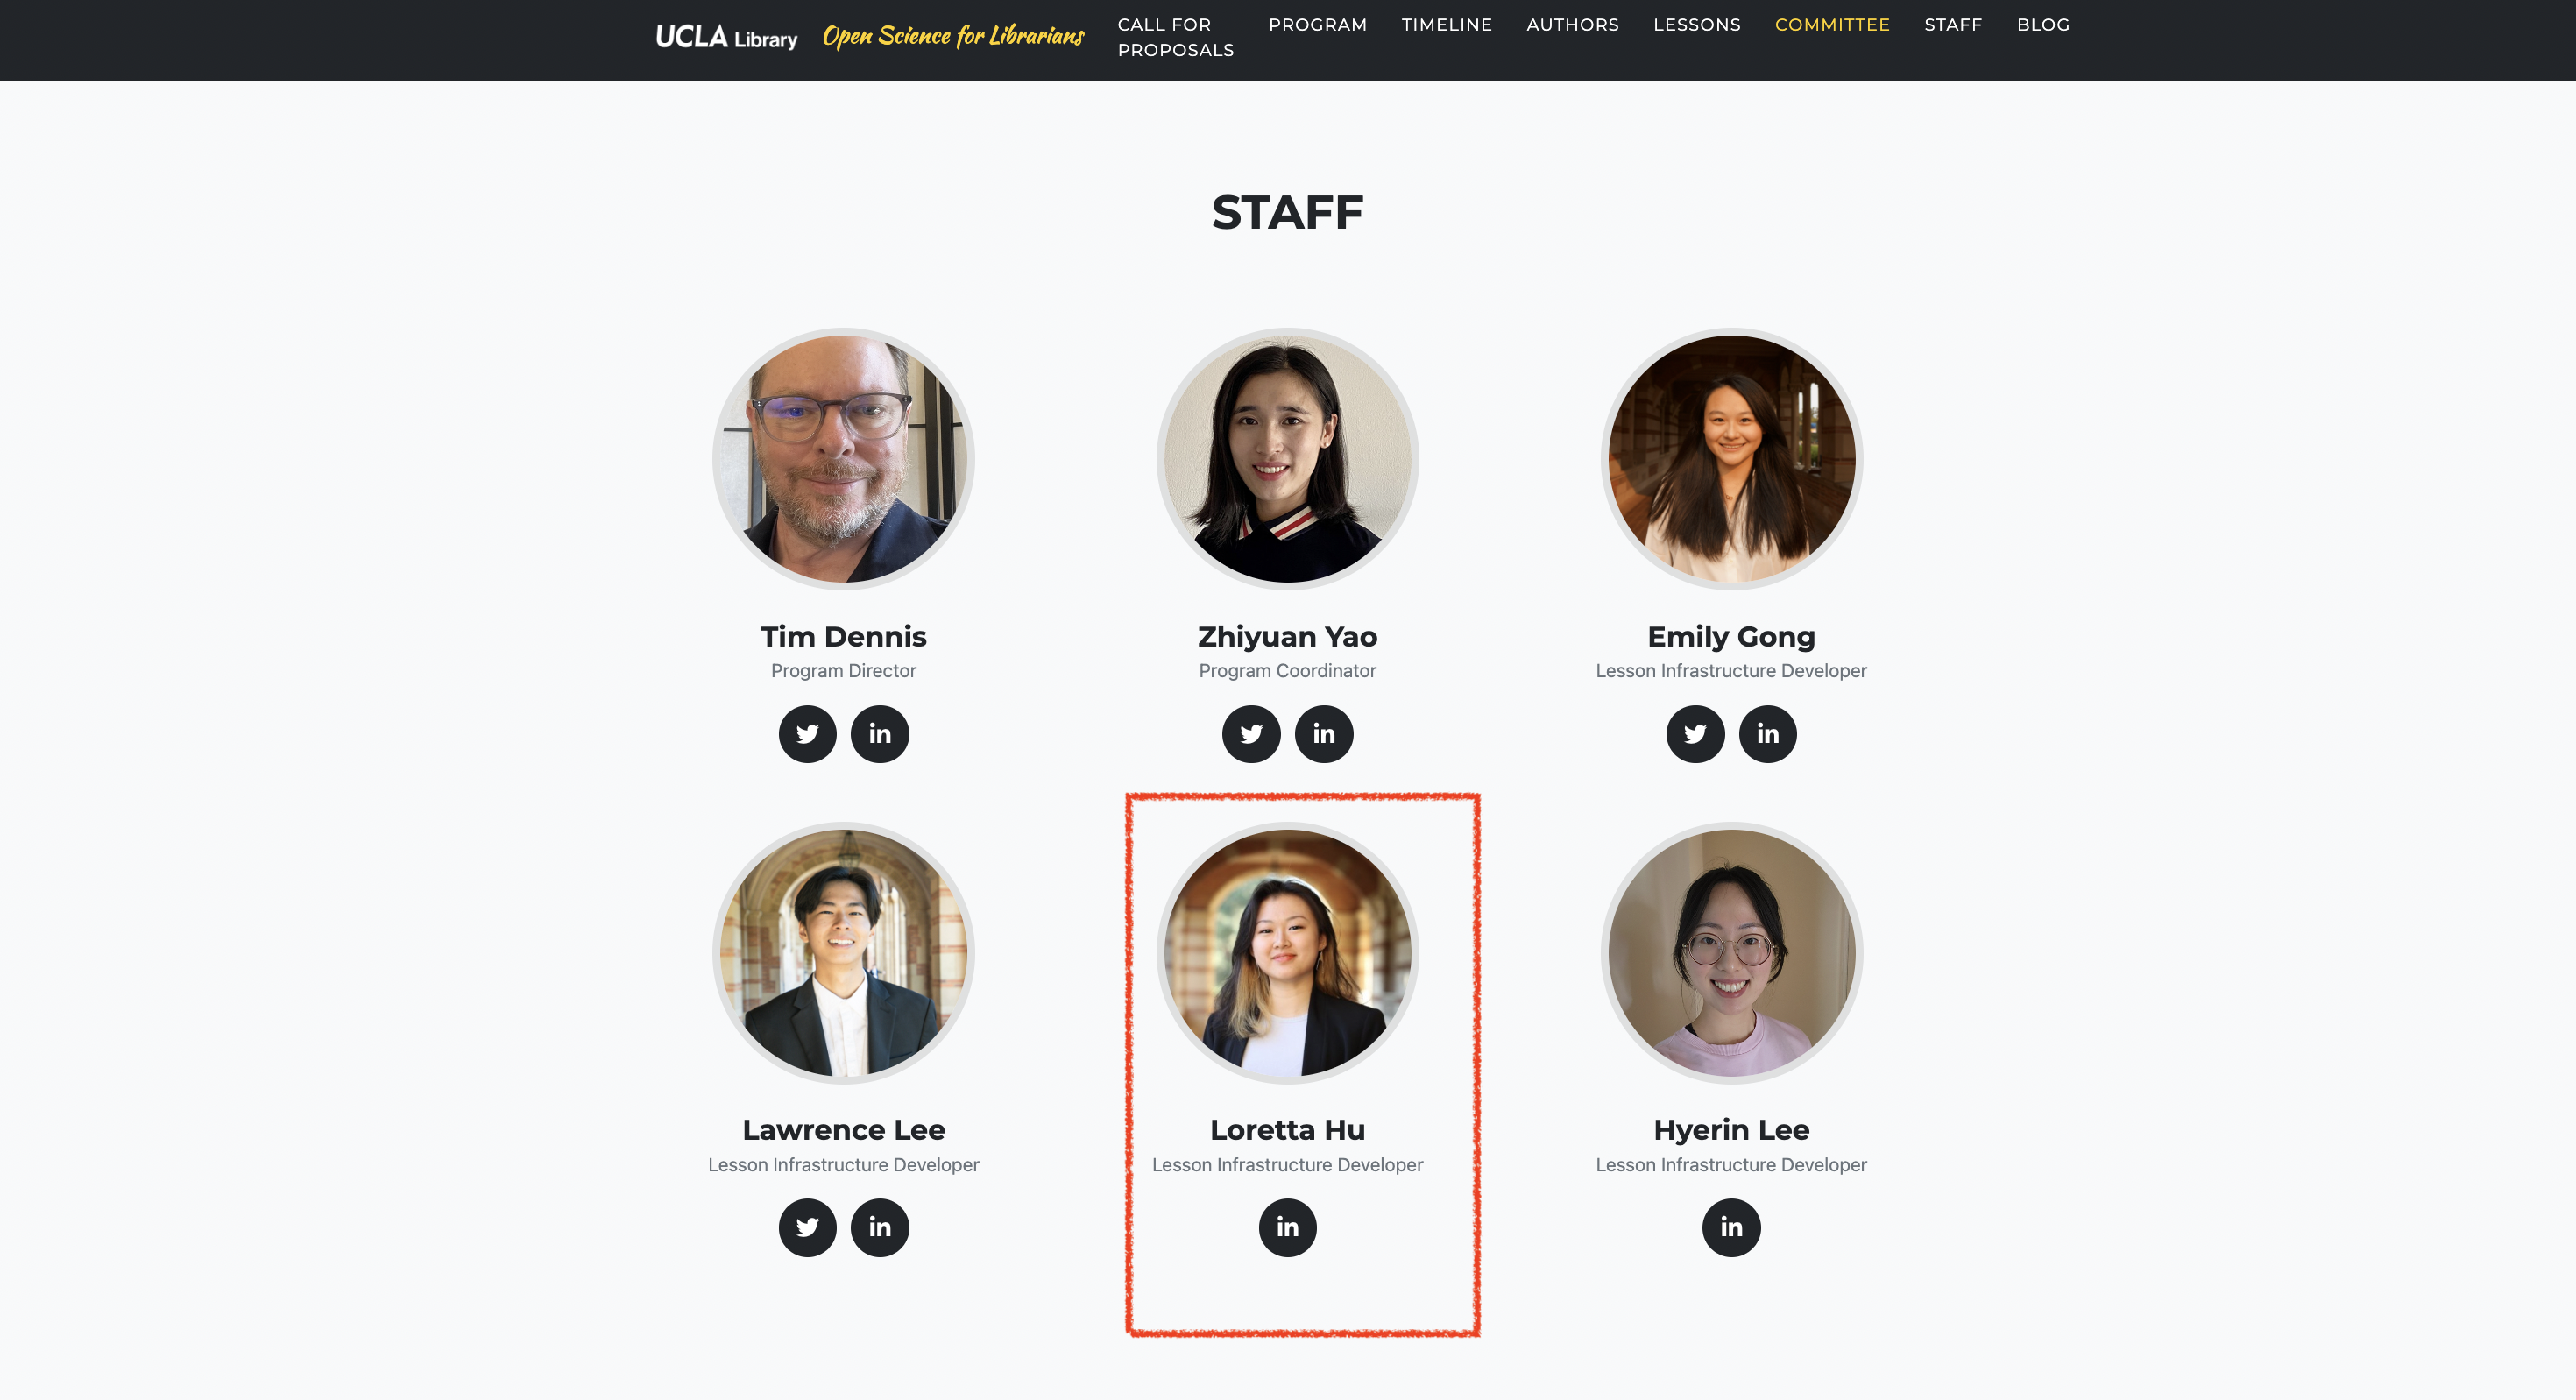 UCLA Library
Open Science for Librarians
CALL FOR
PROPOSALS
PROGRAM
TIMELINE
AUTHORS
LESSONS
COMMITTEE
STAFF
BLOG
STAFF
Tim Dennis
Program Director
in
Zhiyuan Yao
Program Coordinator
in
Emily Gong
Lesson Infrastructure Developer
in
Lawrence Lee
Lesson Infrastructure Developer
in
Loretta Hu
Lesson Infrastructure Developer
in
Hyerin Lee
Lesson Infrastructure Developer
in